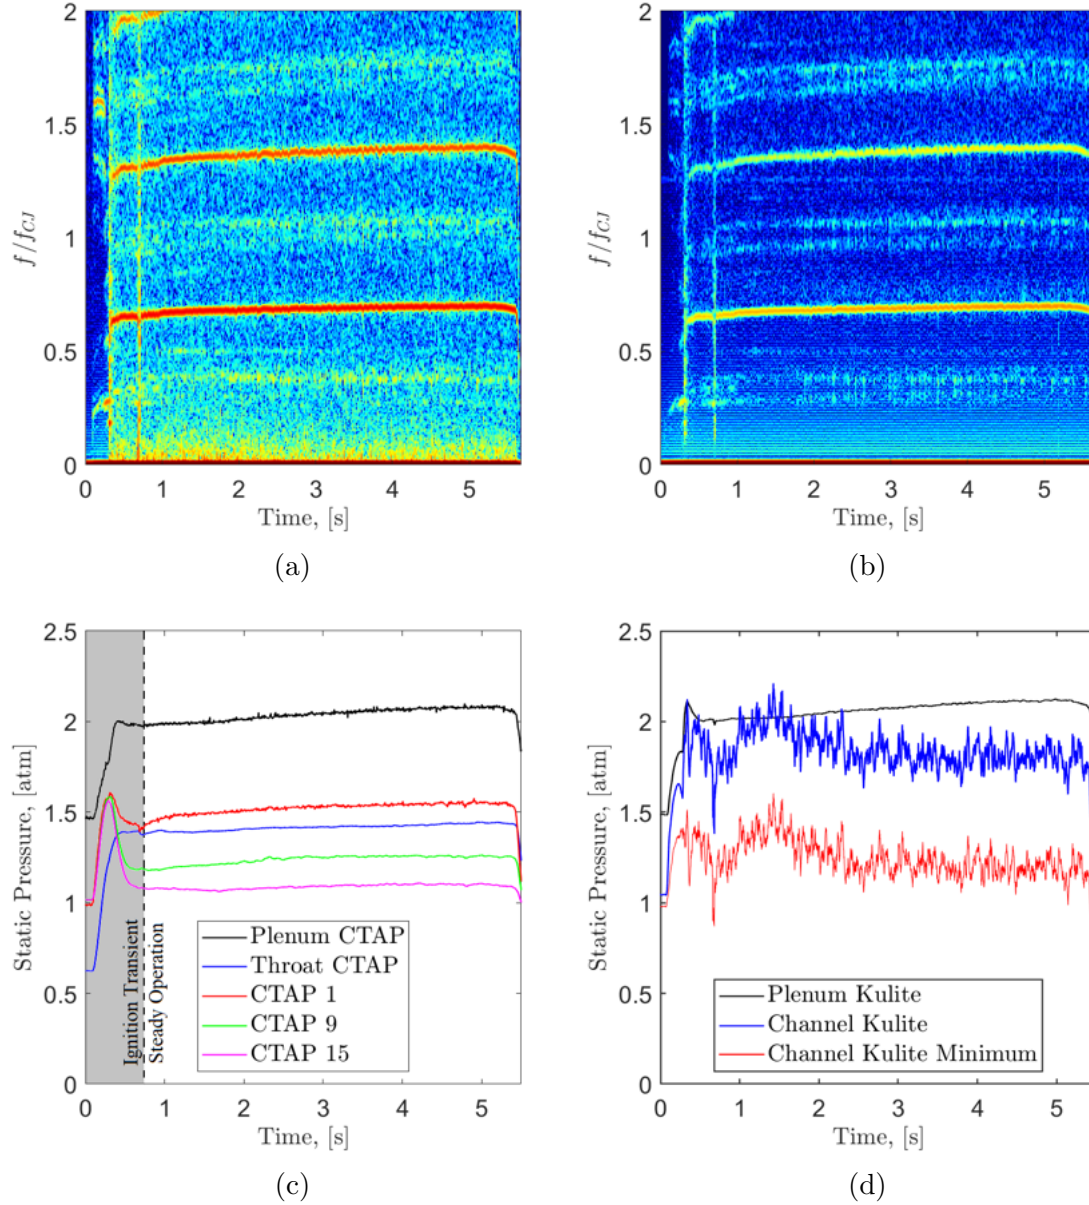 2
1.5
1
0.5
0
f/f_CJ
0 1 2 3 4 5
Time, [s]
(a)
2
1.5
1
0.5
0
f/f_CJ
0 1 2 3 4 5
Time, [s]
(b)
2.5
2
1.5
1
0.5
0
Static Pressure, [atm]
Ignition Transient
Steady Operation
Plenum CTAP
Throat CTAP
CTAP 1
CTAP 9
CTAP 15
0 1 2 3 4 5
Time, [s]
(c)
2.5
2
1.5
1
0.5
0
Static Pressure, [atm]
Plenum Kulite
Channel Kulite
Channel Kulite Minimum
0 1 2 3 4 5
Time, [s]
(d)